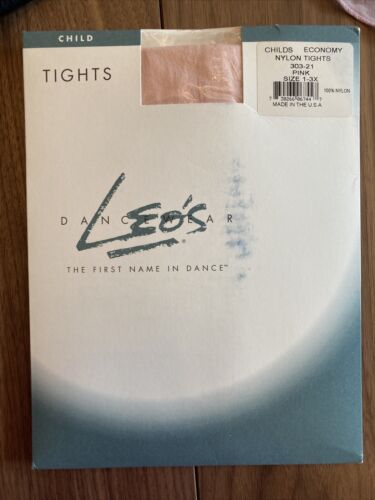 CHILD
TIGHTS
CHILDS ECONOMY
NYLON TIGHTS
303-21
PINK
SIZE 1-3X
100% NYLON
MADE IN THE U.S.A.
DANCEWEAR
LEO'S®
THE FIRST NAME IN DANCE™